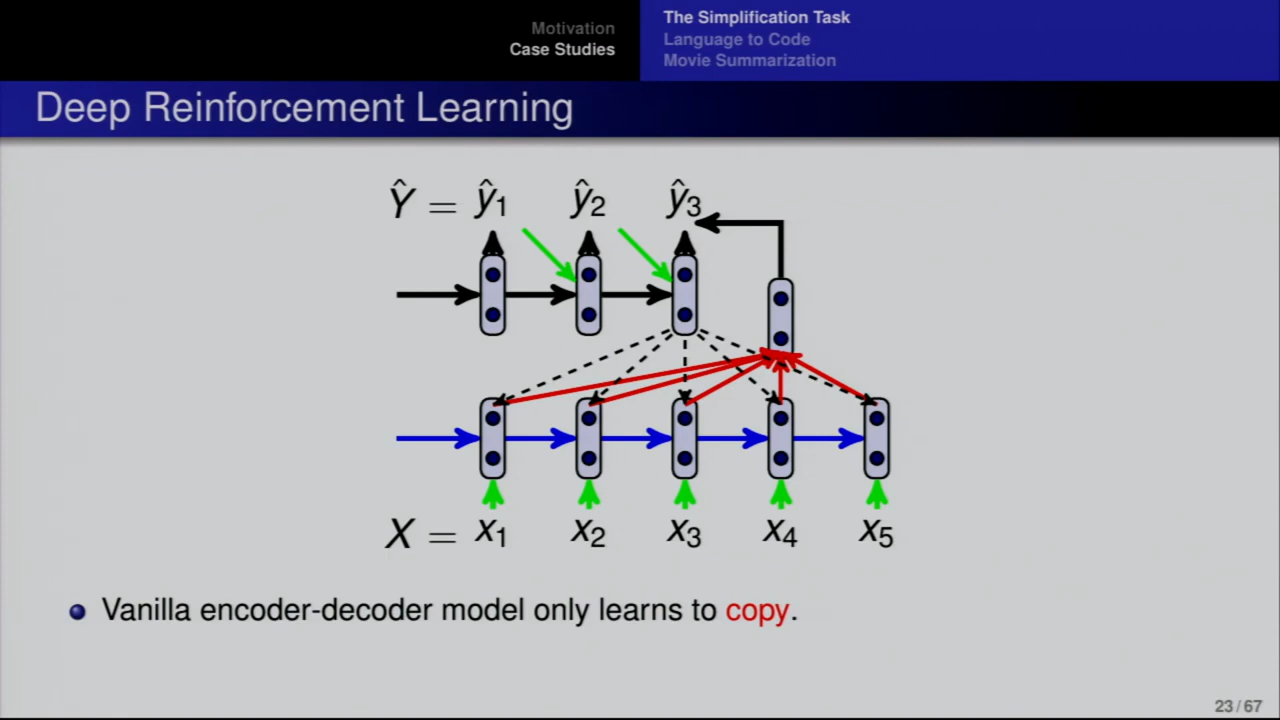 Motivation
Case Studies
The Simplification Task
Language to Code
Movie Summarization
Deep Reinforcement Learning
Ŷ = ŷ1 ŷ2 ŷ3
X = x1 x2 x3 x4 x5
Vanilla encoder-decoder model only learns to copy.
23/67